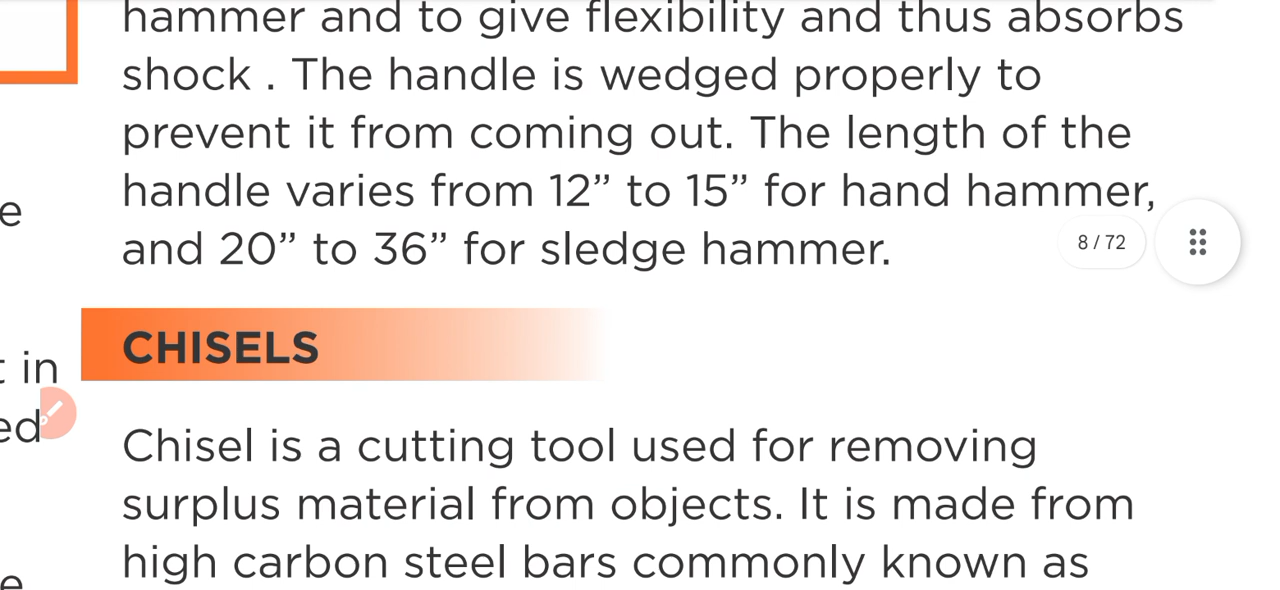 hammer and to give flexibility and thus absorbs
shock . The handle is wedged properly to
prevent it from coming out. The length of the
handle varies from 12” to 15” for hand hammer,
and 20” to 36” for sledge hammer.
8 / 72
CHISELS
Chisel is a cutting tool used for removing
surplus material from objects. It is made from
high carbon steel bars commonly known as
e
t in
ed
e